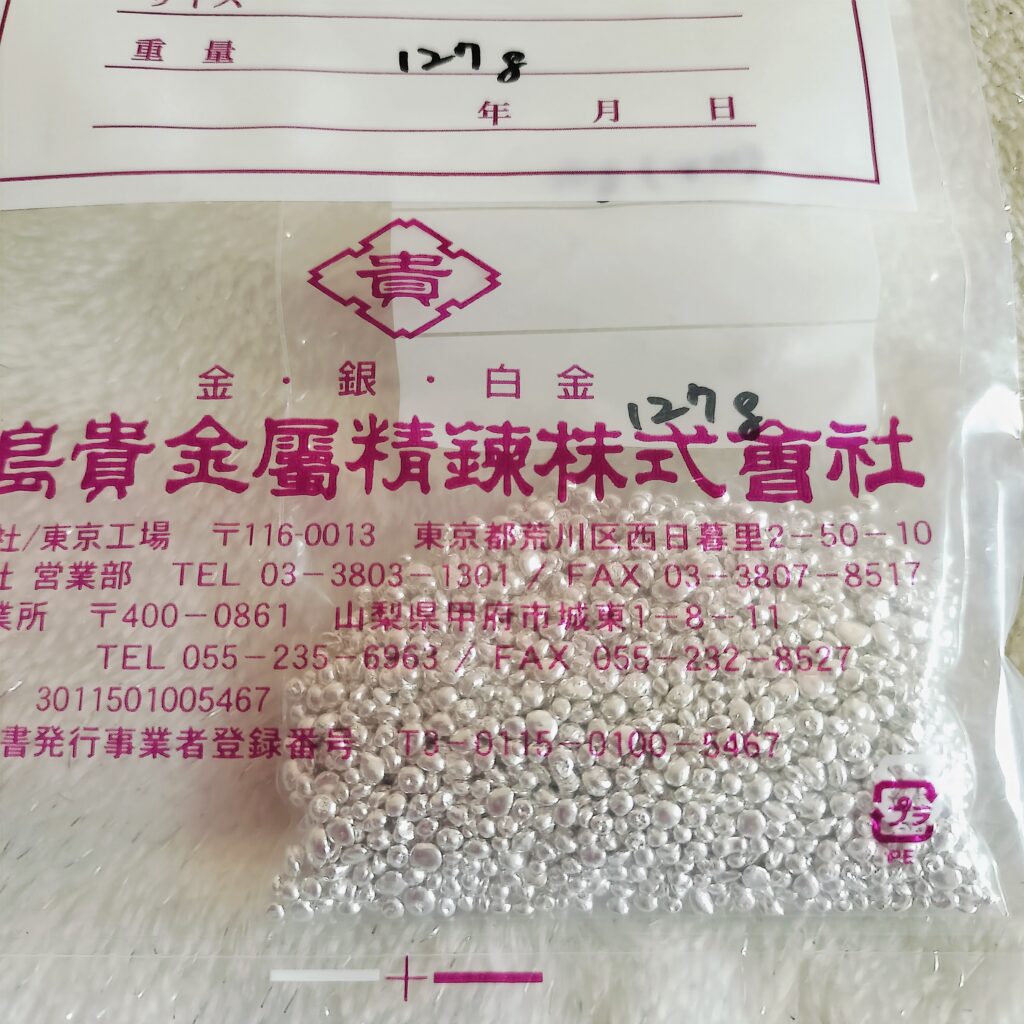 重量 127g
年 月 日
貴
金・銀・白金
127g
島貴金屬精鍊株式會社
社/東京工場 〒116-0013 東京都荒川区西日暮里2-50-10
社 営業部 TEL 03-3803-1301 / FAX 03-3807-8517
業所 〒400-0861 山梨県甲府市城東1-8-11
TEL 055-235-6963 / FAX 055-232-8527
3011501005467
書発行事業者登録番号 T3-0115-0100-5467
プラ
PE